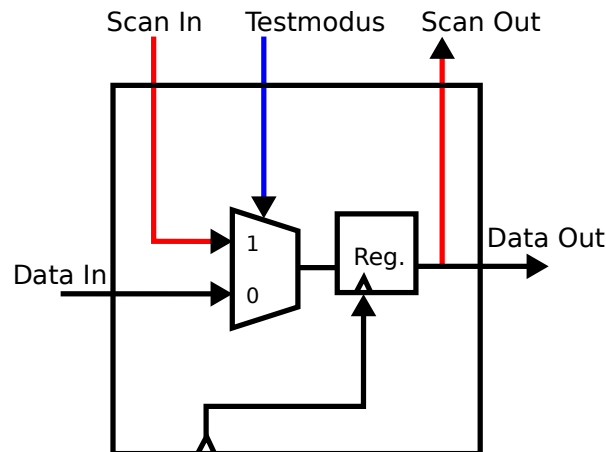 Scan In Testmodus Scan Out
1
Data Out
Reg.
Data In
0